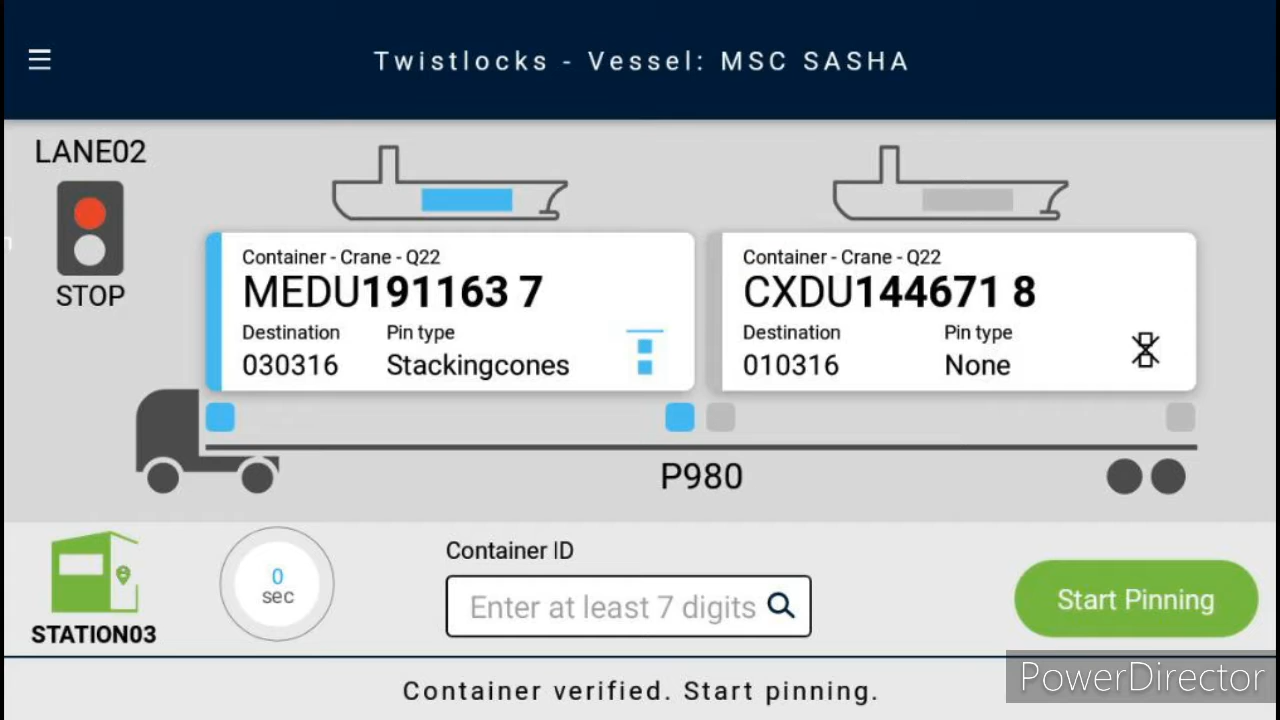 Twistlocks - Vessel: MSC SASHA
LANE02
STOP
Container - Crane - Q22
MEDU191163 7
Destination
Pin type
030316
Stackingcones
Container - Crane - Q22
CXDU144671 8
Destination
Pin type
010316
None
P980
STATION03
0
sec
Container ID
Enter at least 7 digits
Start Pinning
Container verified. Start pinning.
PowerDirector